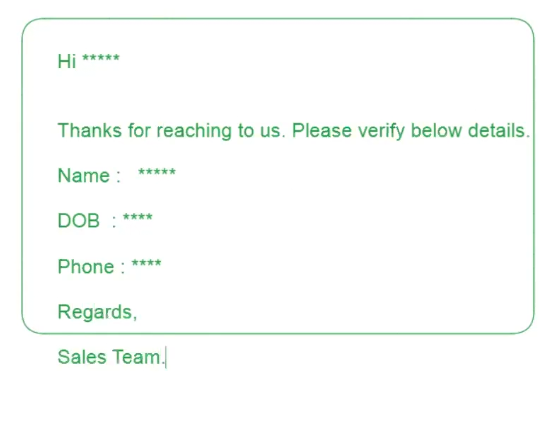 Hi *****
Thanks for reaching to us. Please verify below details.
Name :   *****
DOB  : ****
Phone : ****
Regards,
Sales Team.